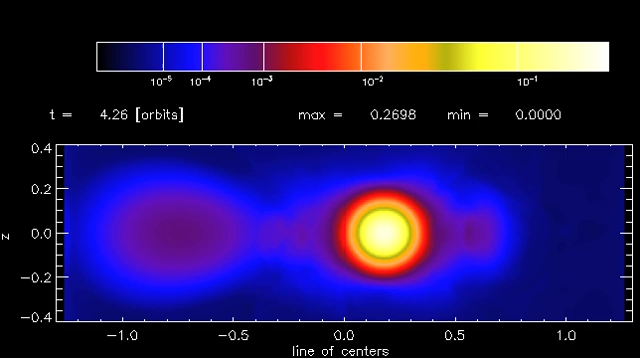 10⁻⁵ 10⁻⁴ 10⁻³ 10⁻² 10⁻¹
t = 4.26 [orbits] max = 0.2698 min = 0.0000
0.4
0.2
z 0.0
−0.2
−0.4
−1.0 −0.5 0.0 0.5 1.0
line of centers